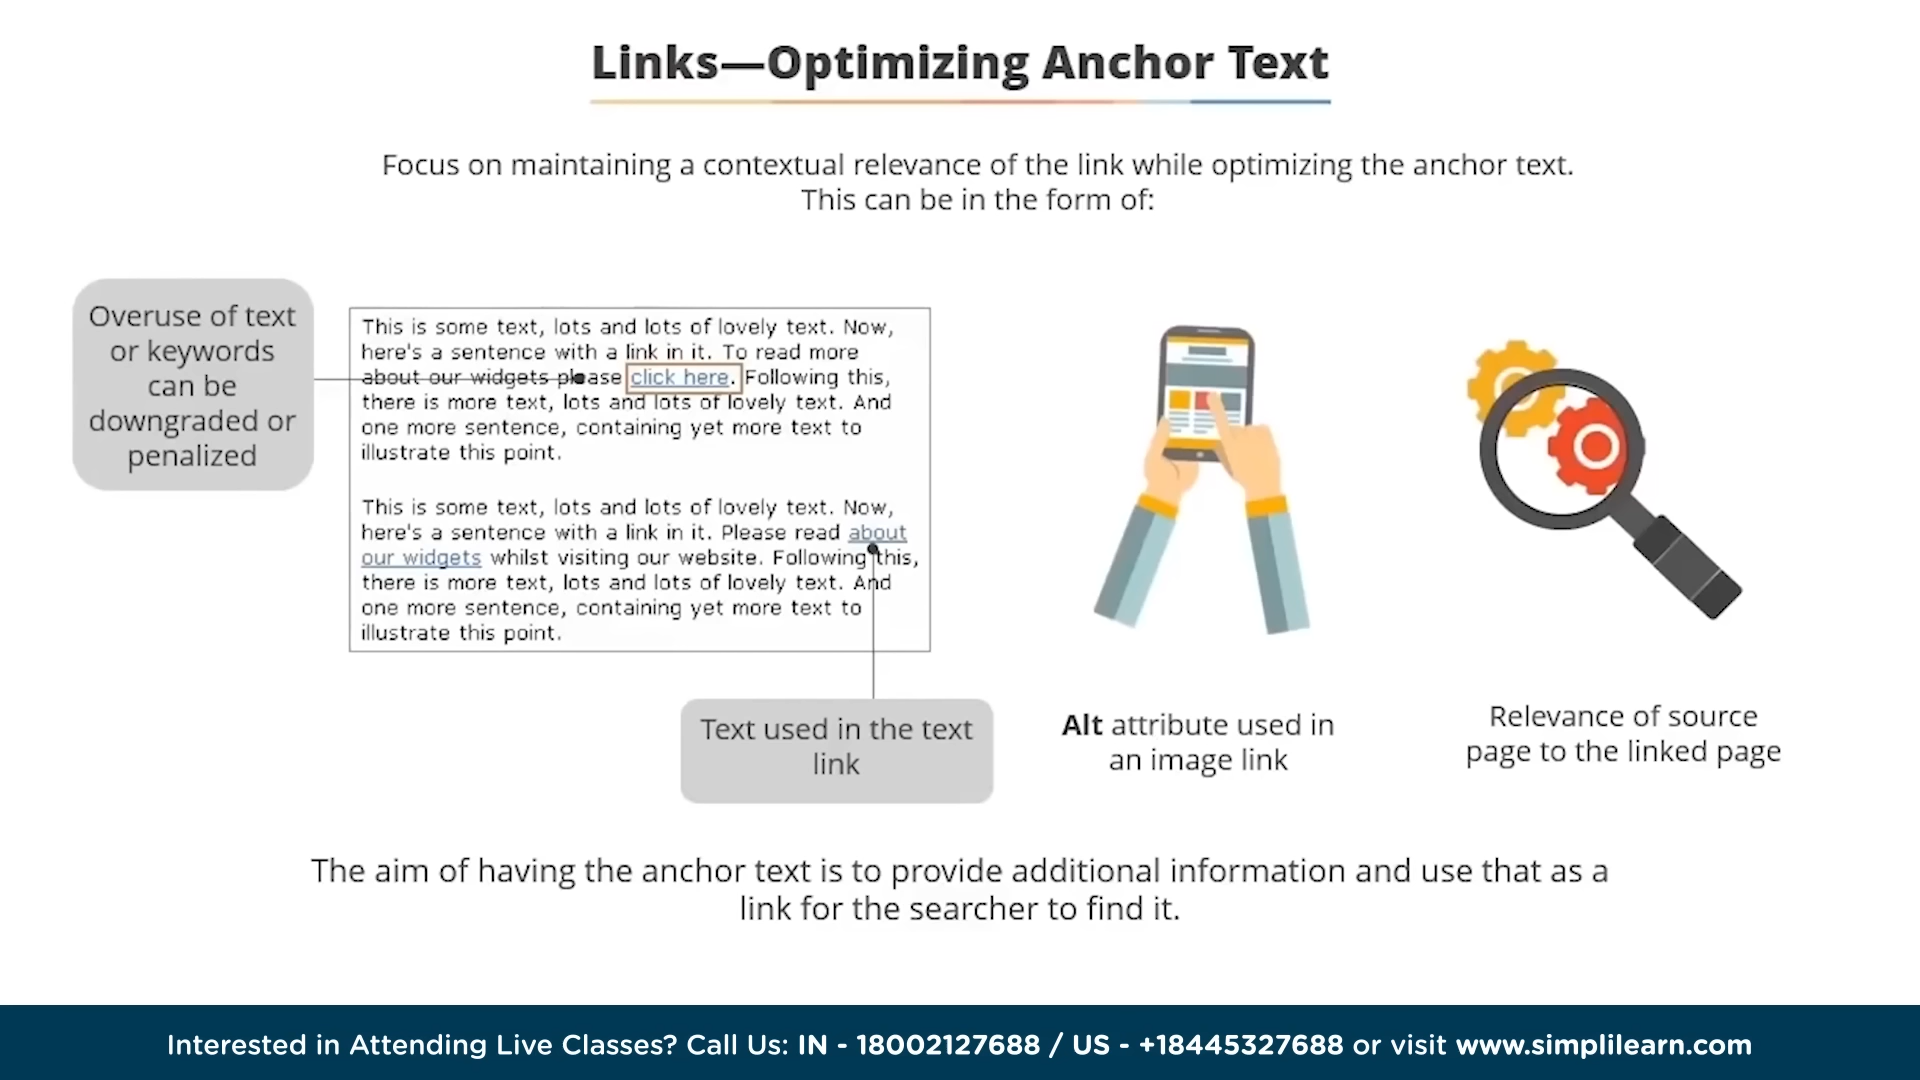 Links—Optimizing Anchor Text
Focus on maintaining a contextual relevance of the link while optimizing the anchor text.
This can be in the form of:
Overuse of text
or keywords
can be
downgraded or
penalized
This is some text, lots and lots of lovely text. Now,
here's a sentence with a link in it. To read more
about our widgets please click here. Following this,
there is more text, lots and lots of lovely text. And
one more sentence, containing yet more text to
illustrate this point.
This is some text, lots and lots of lovely text. Now,
here's a sentence with a link in it. Please read about
our widgets whilst visiting our website. Following this,
there is more text, lots and lots of lovely text. And
one more sentence, containing yet more text to
illustrate this point.
Text used in the text
link
Alt attribute used in
an image link
Relevance of source
page to the linked page
The aim of having the anchor text is to provide additional information and use that as a
link for the searcher to find it.
Interested in Attending Live Classes? Call Us: IN - 18002127688 / US - +18445327688 or visit www.simplilearn.com